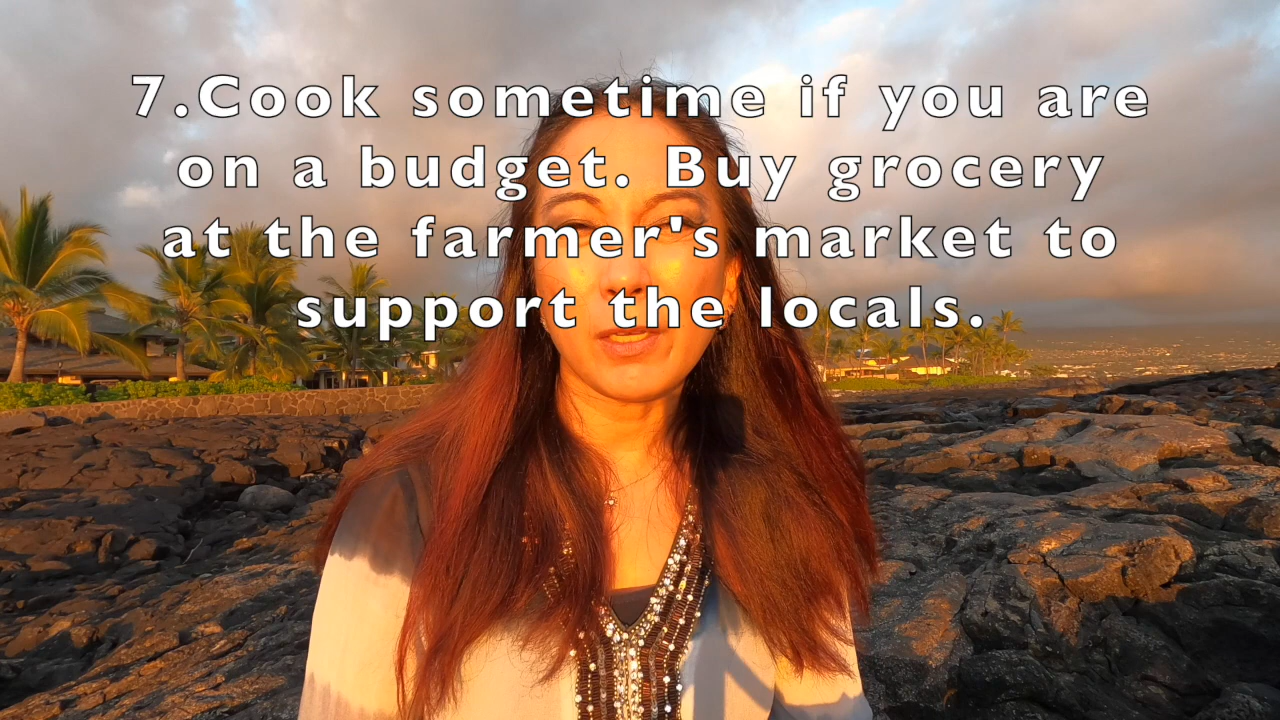 7.Cook sometime if you are
on a budget. Buy grocery
at the farmer's market to
support the locals.